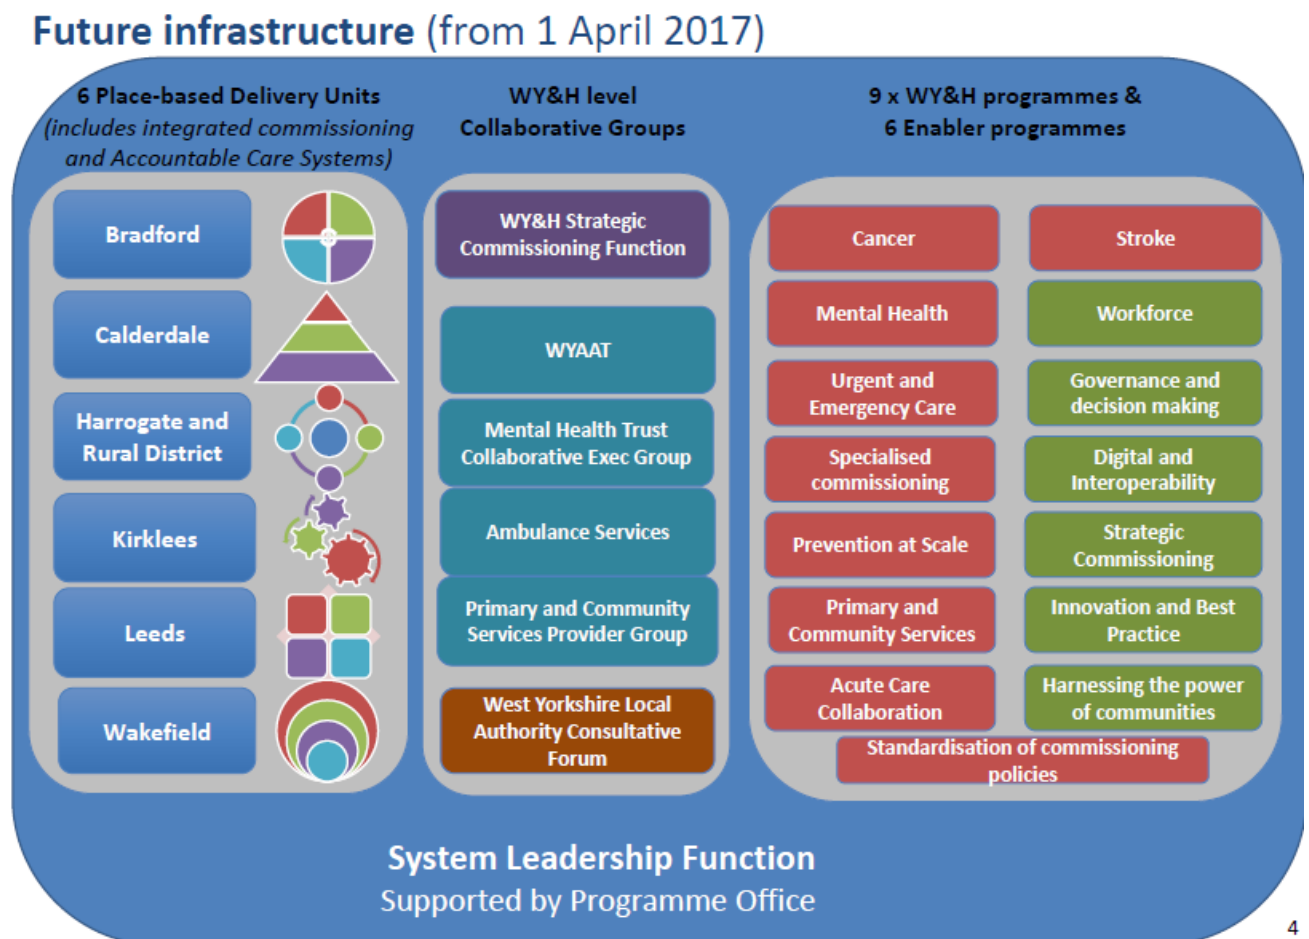 Future infrastructure (from 1 April 2017)
6 Place-based Delivery Units
(includes integrated commissioning
and Accountable Care Systems)
Bradford
Calderdale
Harrogate and
Rural District
Kirklees
Leeds
Wakefield
WY&H level
Collaborative Groups
WY&H Strategic
Commissioning Function
WYAAT
Mental Health Trust
Collaborative Exec Group
Ambulance Services
Primary and Community
Services Provider Group
West Yorkshire Local
Authority Consultative
Forum
9 x WY&H programmes &
6 Enabler programmes
Cancer
Stroke
Mental Health
Workforce
Urgent and
Emergency Care
Governance and
decision making
Specialised
commissioning
Digital and
Interoperability
Prevention at Scale
Strategic
Commissioning
Primary and
Community Services
Innovation and Best
Practice
Acute Care
Collaboration
Harnessing the power
of communities
Standardisation of commissioning
policies
System Leadership Function
Supported by Programme Office
4